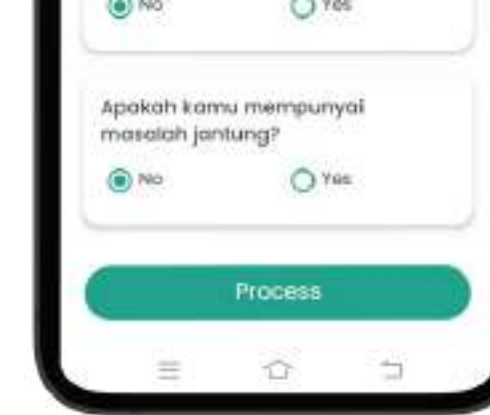 No Yes
Apakah kamu mempunyai
masalah jantung?
No Yes
Process